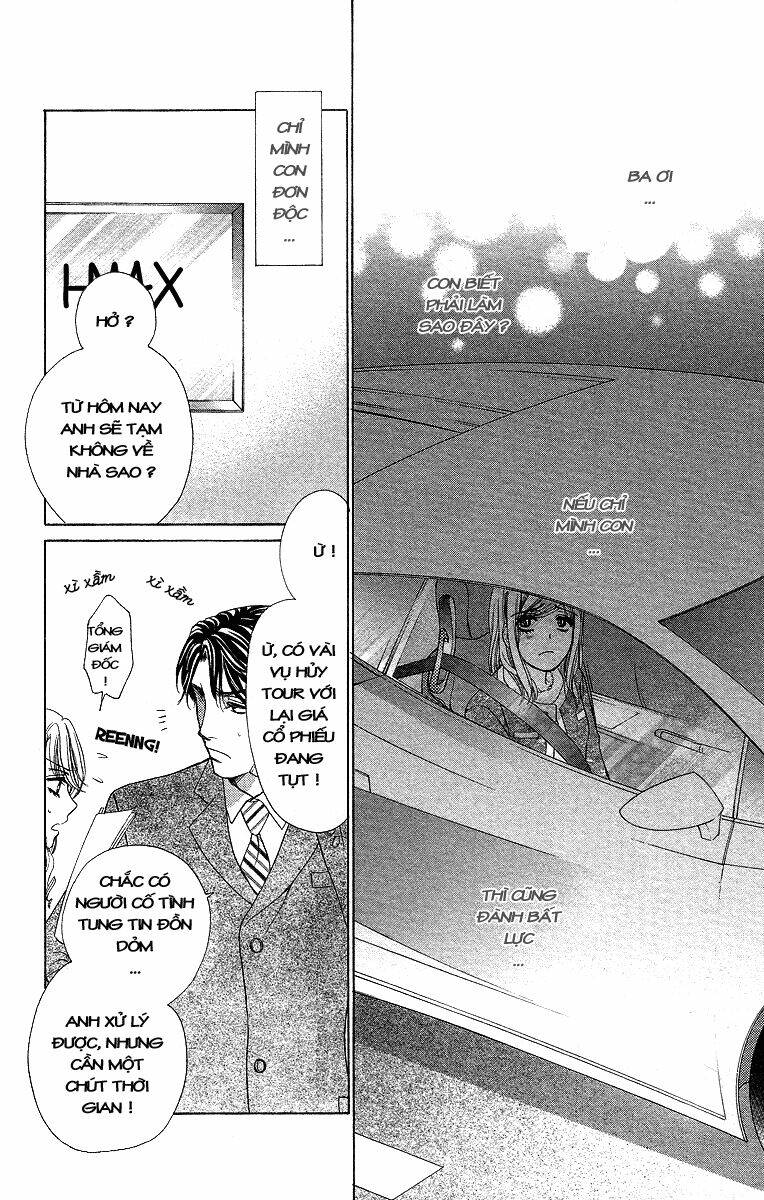 BA ƠI
...
CON BIẾT
PHẢI LÀM
SAO ĐÂY ?
NẾU CHỈ
MÌNH CON
...
THÌ CŨNG
ĐÀNH BẤT
LỰC
...
CHỈ
MÌNH
CON
ĐƠN
ĐỘC
...
HỞ ?
TỪ HÔM NAY
ANH SẼ TẠM
KHÔNG VỀ
NHÀ SAO ?
Ừ !
Ừ, CÓ VÀI
VỤ HỦY
TOUR VỚI
LẠI GIÁ
CỔ PHIẾU
ĐANG
TỤT !
xì xầm
xì xầm
TỔNG
GIÁM
ĐỐC
!
REENNG!
CHẮC CÓ
NGƯỜI CỐ TÌNH
TUNG TIN ĐỒN
DỎM
...
ANH XỬ LÝ
ĐƯỢC, NHƯNG
CẦN MỘT
CHÚT THỜI
GIAN !